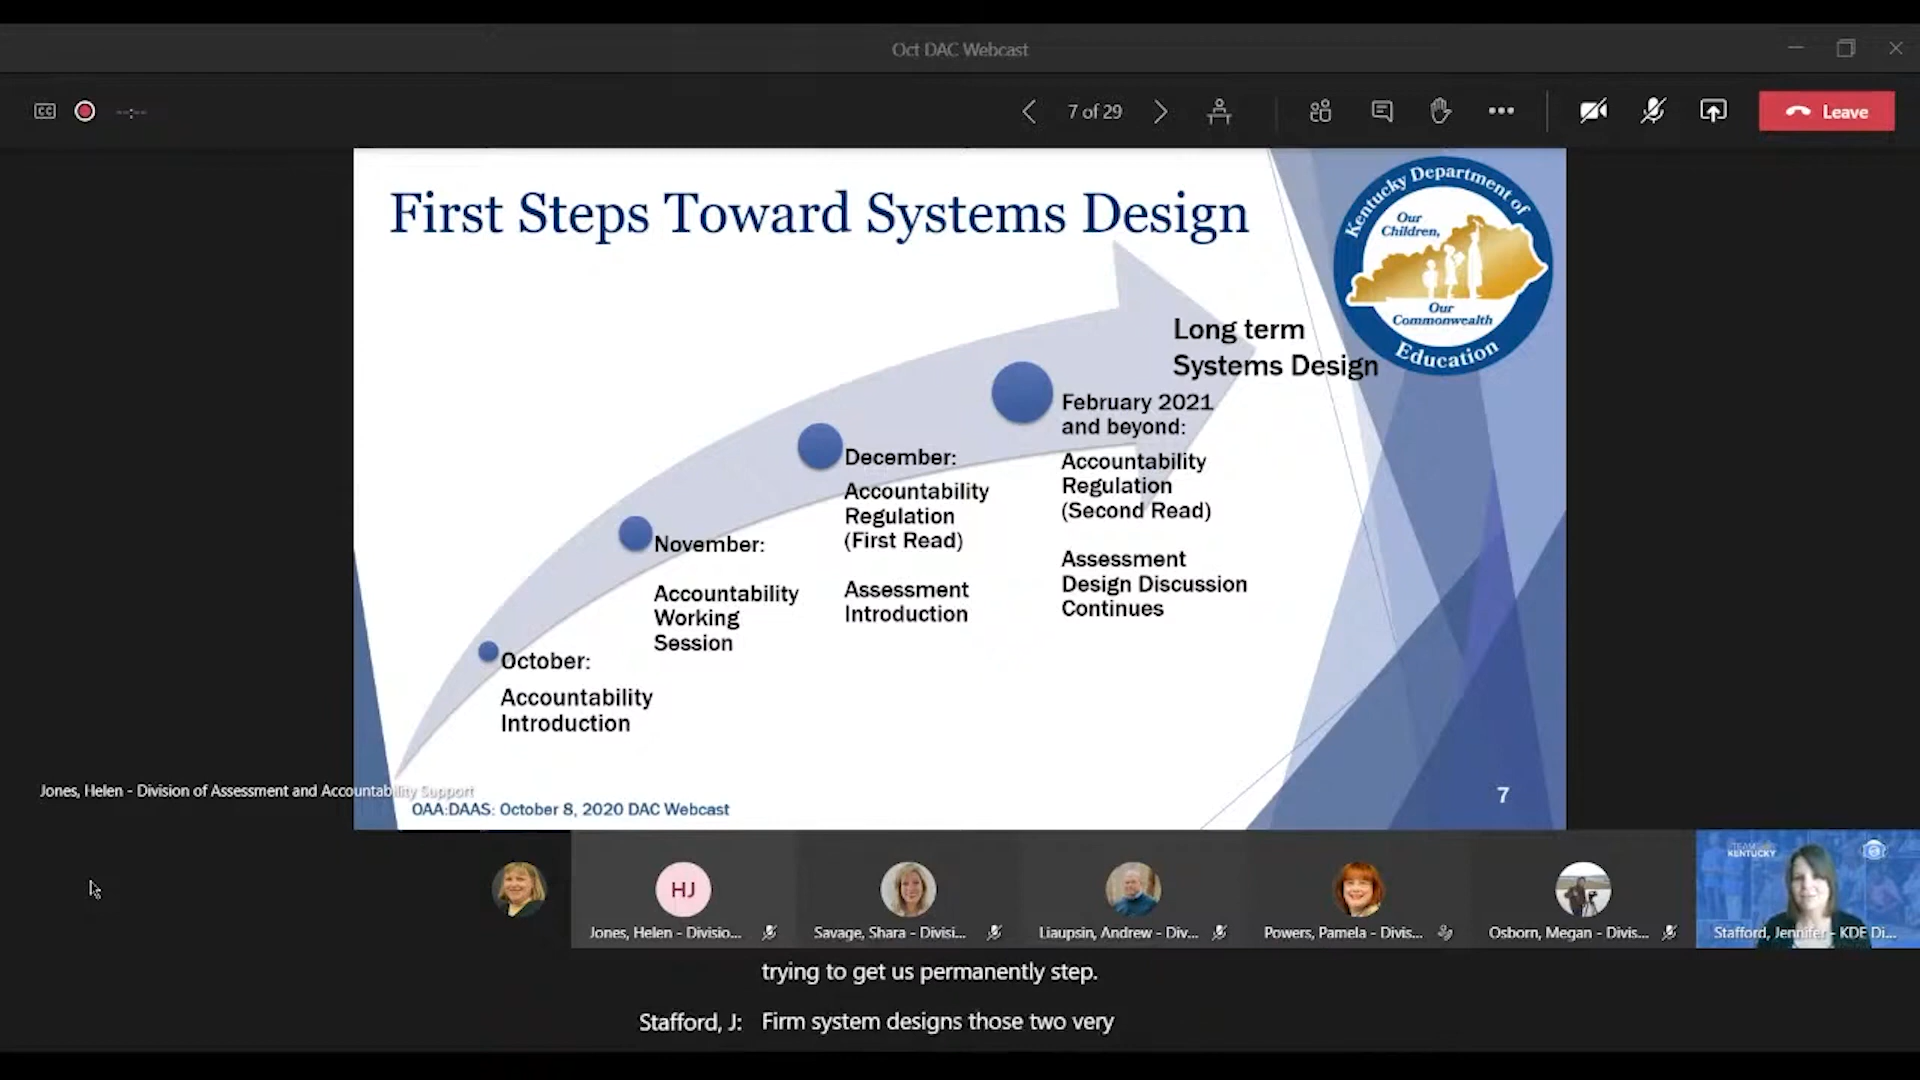 Oct DAC Webcast
CC
--:--
7 of 29
Leave
First Steps Toward Systems Design
Kentucky Department of
Our
Children,
Our
Commonwealth
Education
Long term
Systems Design
February 2021
and beyond:
Accountability
Regulation
(Second Read)
Assessment
Design Discussion
Continues
December:
Accountability
Regulation
(First Read)
Assessment
Introduction
November:
Accountability
Working
Session
October:
Accountability
Introduction
Jones, Helen - Division of Assessment and Accountability Support
OAA:DAAS: October 8, 2020 DAC Webcast
7
TEAM
KENTUCKY
HJ
Jones, Helen - Divisio...
Savage, Shara - Divisi...
Liaupsin, Andrew - Div...
Powers, Pamela - Divis...
Osborn, Megan - Divis...
Stafford, Jennifer - KDE Di...
trying to get us permanently step.
Stafford, J: Firm system designs those two very